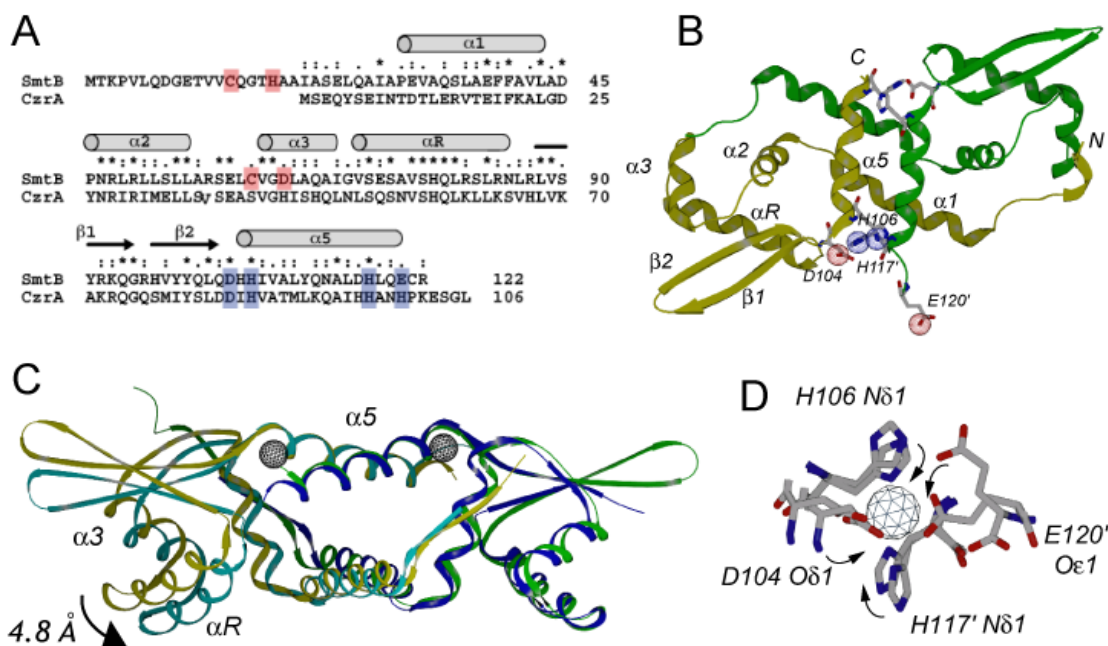 A
α1
SmtB MTKPVLQDGETVVCQGTHAAIASELQAIAPEVAQSLAEFFAVLAD 45
CzrA MSEQYSEINTDTLERVTEIFKALGD 25
α2 α3 αR
SmtB PNRLRLLSLLARSELCVGDLAQAIGVSESAVSHQLRSLRNLRLVS 90
CzrA YNRIRIMELLSVSEASVGHISHQLNLSQSNVSHQLKLLKSVHLVK 70
β1 β2 α5
SmtB YRKQGRHVYYQLQDHHIVALYQNALDHLQECR 122
CzrA AKRQGQSMIYSLDDIHVATMLKQAIHHANHPKESGL 106
B
C
N
α3
α2
α5
α1
αR
H106
β2
D104
H117'
β1
E120'
C
α5
α3
αR
4.8 Å
D
H106 Nδ1
E120'
Oε1
D104 Oδ1
H117' Nδ1